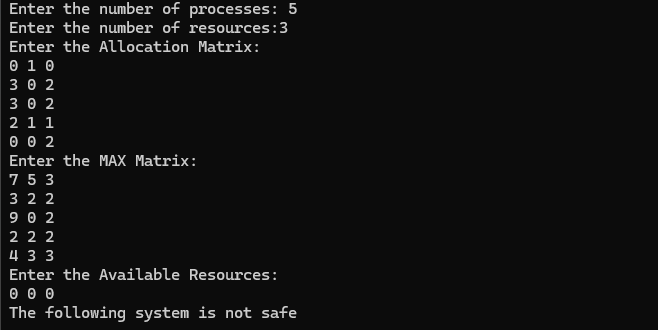 Enter the number of processes: 5
Enter the number of resources:3
Enter the Allocation Matrix:
0 1 0
3 0 2
3 0 2
2 1 1
0 0 2
Enter the MAX Matrix:
7 5 3
3 2 2
9 0 2
2 2 2
4 3 3
Enter the Available Resources:
0 0 0
The following system is not safe